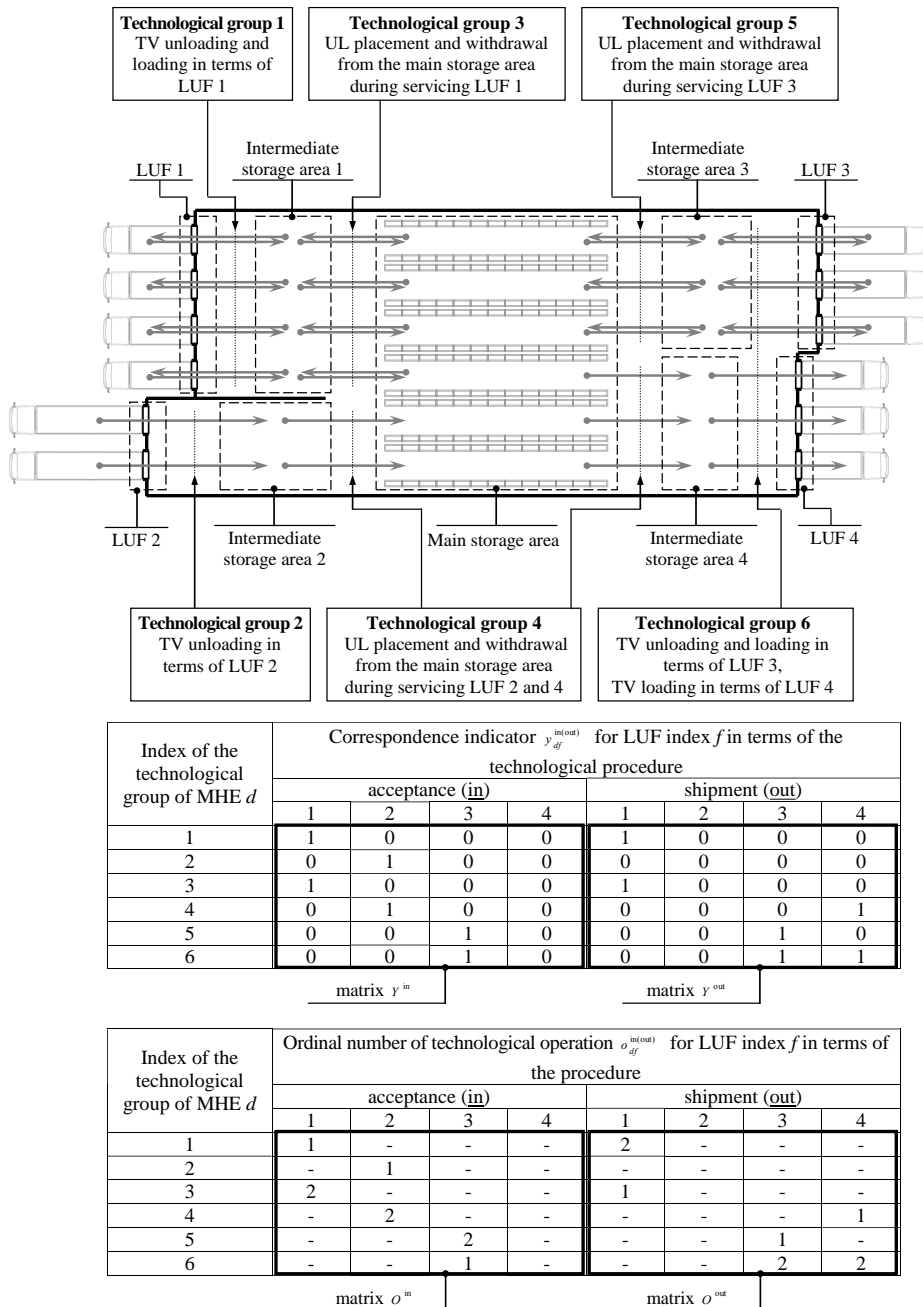 Technological group 1
TV unloading and
loading in terms of
LUF 1
Technological group 3
UL placement and withdrawal
from the main storage area
during servicing LUF 1
Technological group 5
UL placement and withdrawal
from the main storage area
during servicing LUF 3
LUF 1
Intermediate
storage area 1
Intermediate
storage area 3
LUF 3
LUF 2
Intermediate
storage area 2
Main storage area
Intermediate
storage area 4
LUF 4
Technological group 2
TV unloading in
terms of LUF 2
Technological group 4
UL placement and withdrawal
from the main storage area
during servicing LUF 2 and 4
Technological group 6
TV unloading and loading in
terms of LUF 3,
TV loading in terms of LUF 4
Index of the
technological
group of MHE d
Correspondence indicator y_df^in(out) for LUF index f in terms of the
technological procedure
acceptance (in) shipment (out)
1 2 3 4 1 2 3 4
1 1 0 0 0 1 0 0 0
2 0 1 0 0 0 0 0 0
3 1 0 0 0 1 0 0 0
4 0 1 0 0 0 0 0 1
5 0 0 1 0 0 0 1 0
6 0 0 1 0 0 0 1 1
matrix Y^in matrix Y^out
Index of the
technological
group of MHE d
Ordinal number of technological operation o_df^in(out) for LUF index f in terms of
the procedure
acceptance (in) shipment (out)
1 2 3 4 1 2 3 4
1 1 - - - 2 - - -
2 - 1 - - - - - -
3 2 - - - 1 - - -
4 - 2 - - - - - 1
5 - - 2 - - - 1 -
6 - - 1 - - - 2 2
matrix O^in matrix O^out